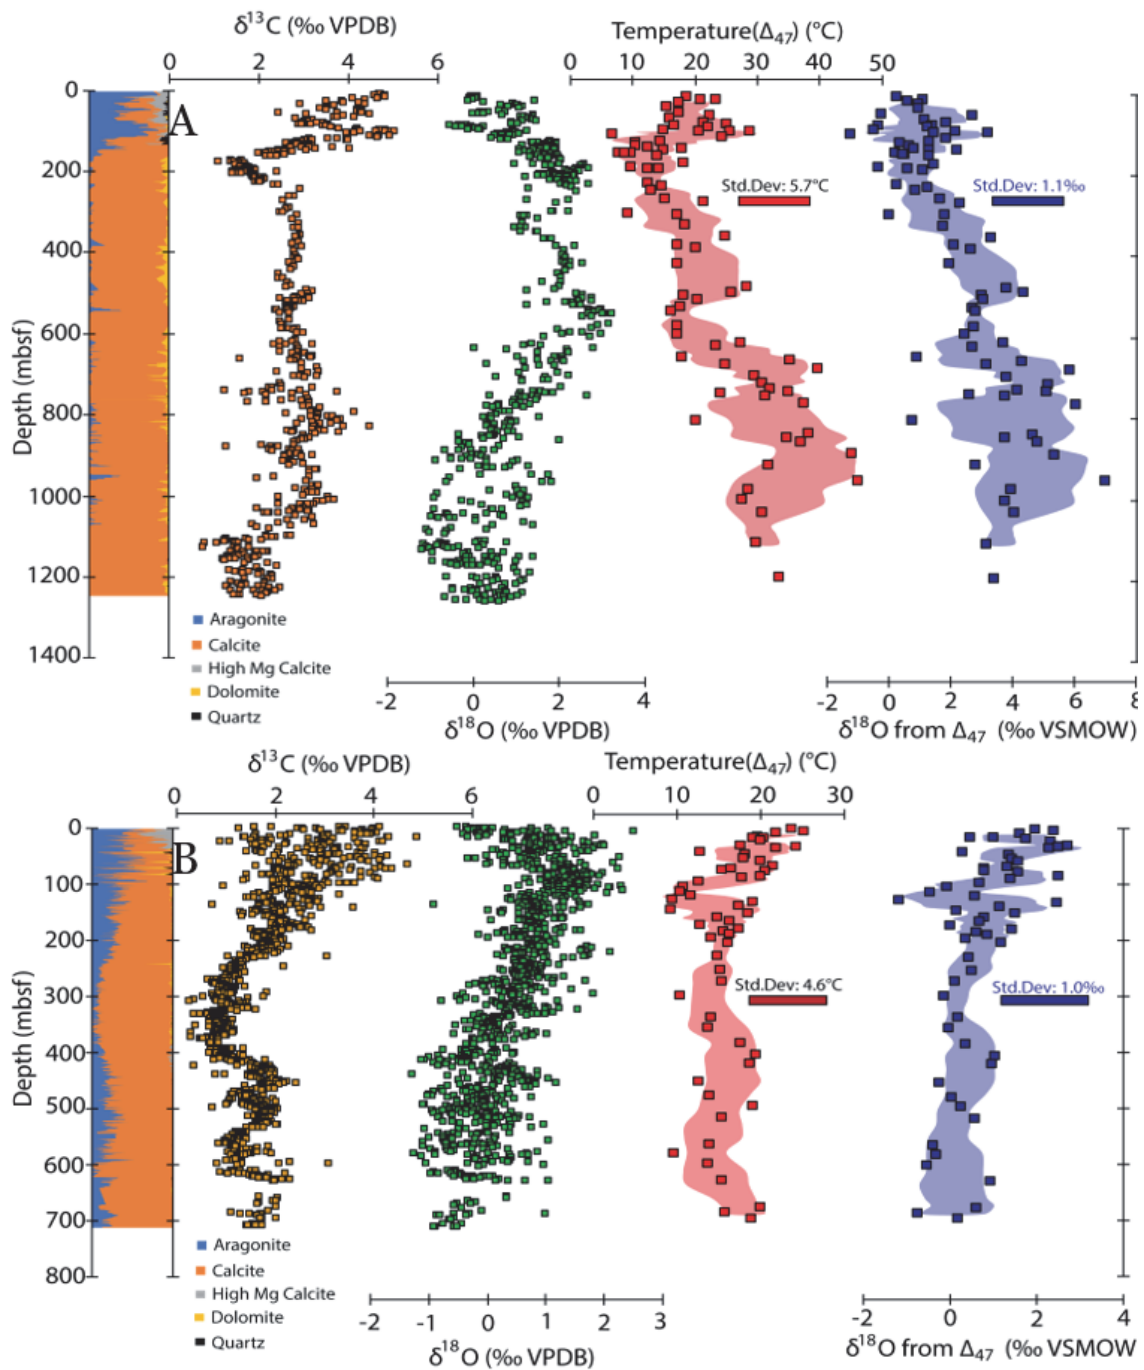 δ¹³C (‰ VPDB)
Temperature(Δ₄₇) (°C)
0 2 4 6
0 10 20 30 40 50
A
0
200
400
600
800
1000
1200
1400
Depth (mbsf)
Std.Dev: 5.7°C
Std.Dev: 1.1‰
Aragonite
Calcite
High Mg Calcite
Dolomite
Quartz
-2 0 2 4
-2 0 2 4 6 8
δ¹⁸O (‰ VPDB)
δ¹⁸O from Δ₄₇ (‰ VSMOW)
δ¹³C (‰ VPDB)
Temperature(Δ₄₇) (°C)
0 2 4 6
0 10 20 30
B
0
100
200
300
400
500
600
700
800
Depth (mbsf)
Std.Dev: 4.6°C
Std.Dev: 1.0‰
Aragonite
Calcite
High Mg Calcite
Dolomite
Quartz
-2 -1 0 1 2 3
-2 0 2 4
δ¹⁸O (‰ VPDB)
δ¹⁸O from Δ₄₇ (‰ VSMOW